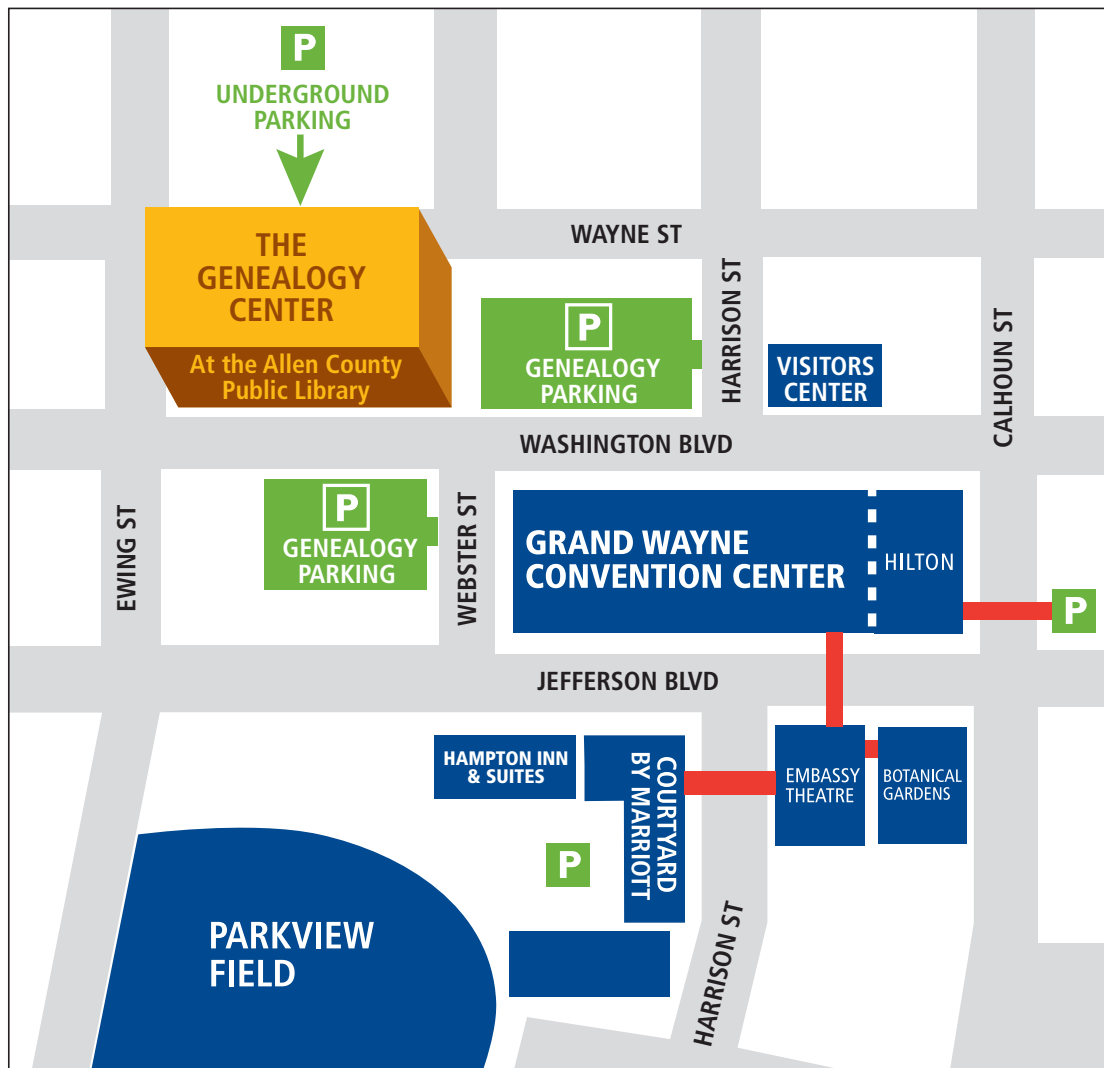 P
UNDERGROUND
PARKING
THE
GENEALOGY
CENTER
At the Allen County
Public Library
WAYNE ST
P
GENEALOGY
PARKING
HARRISON ST
VISITORS
CENTER
CALHOUN ST
WASHINGTON BLVD
EWING ST
P
GENEALOGY
PARKING
WEBSTER ST
GRAND WAYNE
CONVENTION CENTER
HILTON
P
JEFFERSON BLVD
HAMPTON INN
& SUITES
COURTYARD
BY MARRIOTT
EMBASSY
THEATRE
BOTANICAL
GARDENS
P
PARKVIEW
FIELD
HARRISON ST